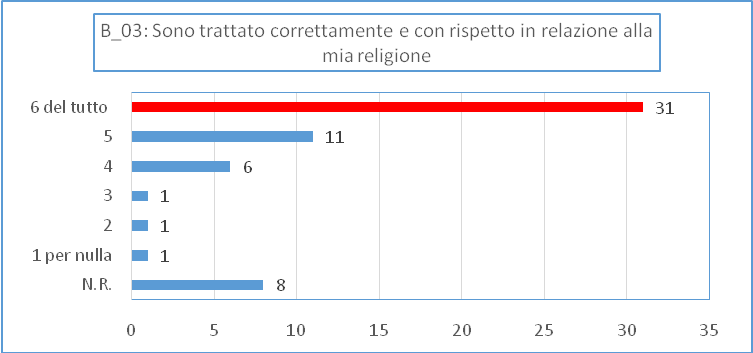 B_03: Sono trattato correttamente e con rispetto in relazione alla
mia religione
6 del tutto 31
5 11
4 6
3 1
2 1
1 per nulla 1
N.R. 8
0 5 10 15 20 25 30 35